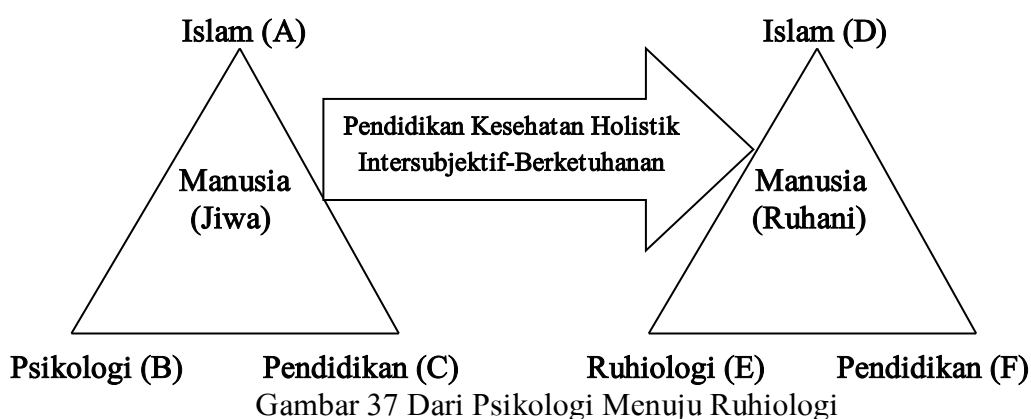 Islam (A)
Islam (D)
Pendidikan Kesehatan Holistik
Intersubjektif-Berketuhanan
Manusia
(Jiwa)
Manusia
(Ruhani)
Psikologi (B)
Pendidikan (C)
Ruhiologi (E)
Pendidikan (F)
Gambar 37 Dari Psikologi Menuju Ruhiologi